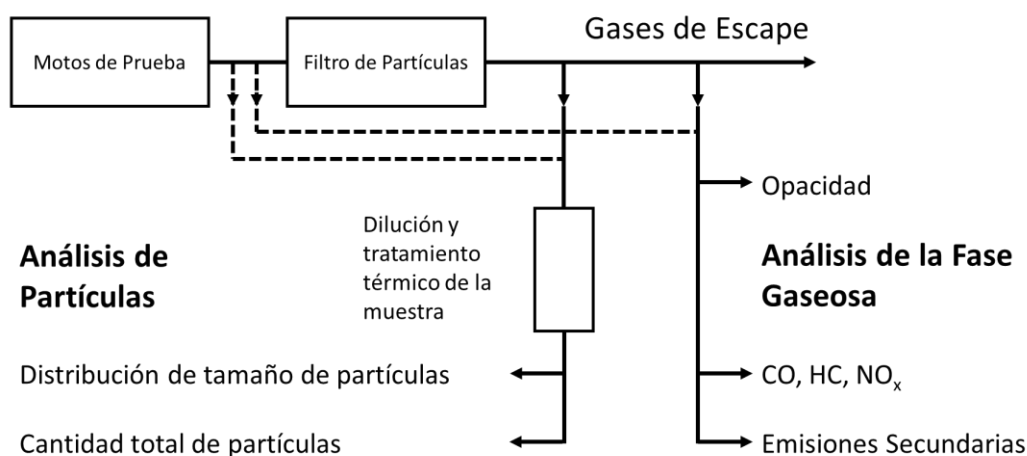 Gases de Escape
Motos de Prueba
Filtro de Partículas
Opacidad
Dilución y
tratamiento
térmico de la
muestra
Análisis de
Partículas
Análisis de la Fase
Gaseosa
Distribución de tamaño de partículas
CO, HC, NOₓ
Cantidad total de partículas
Emisiones Secundarias